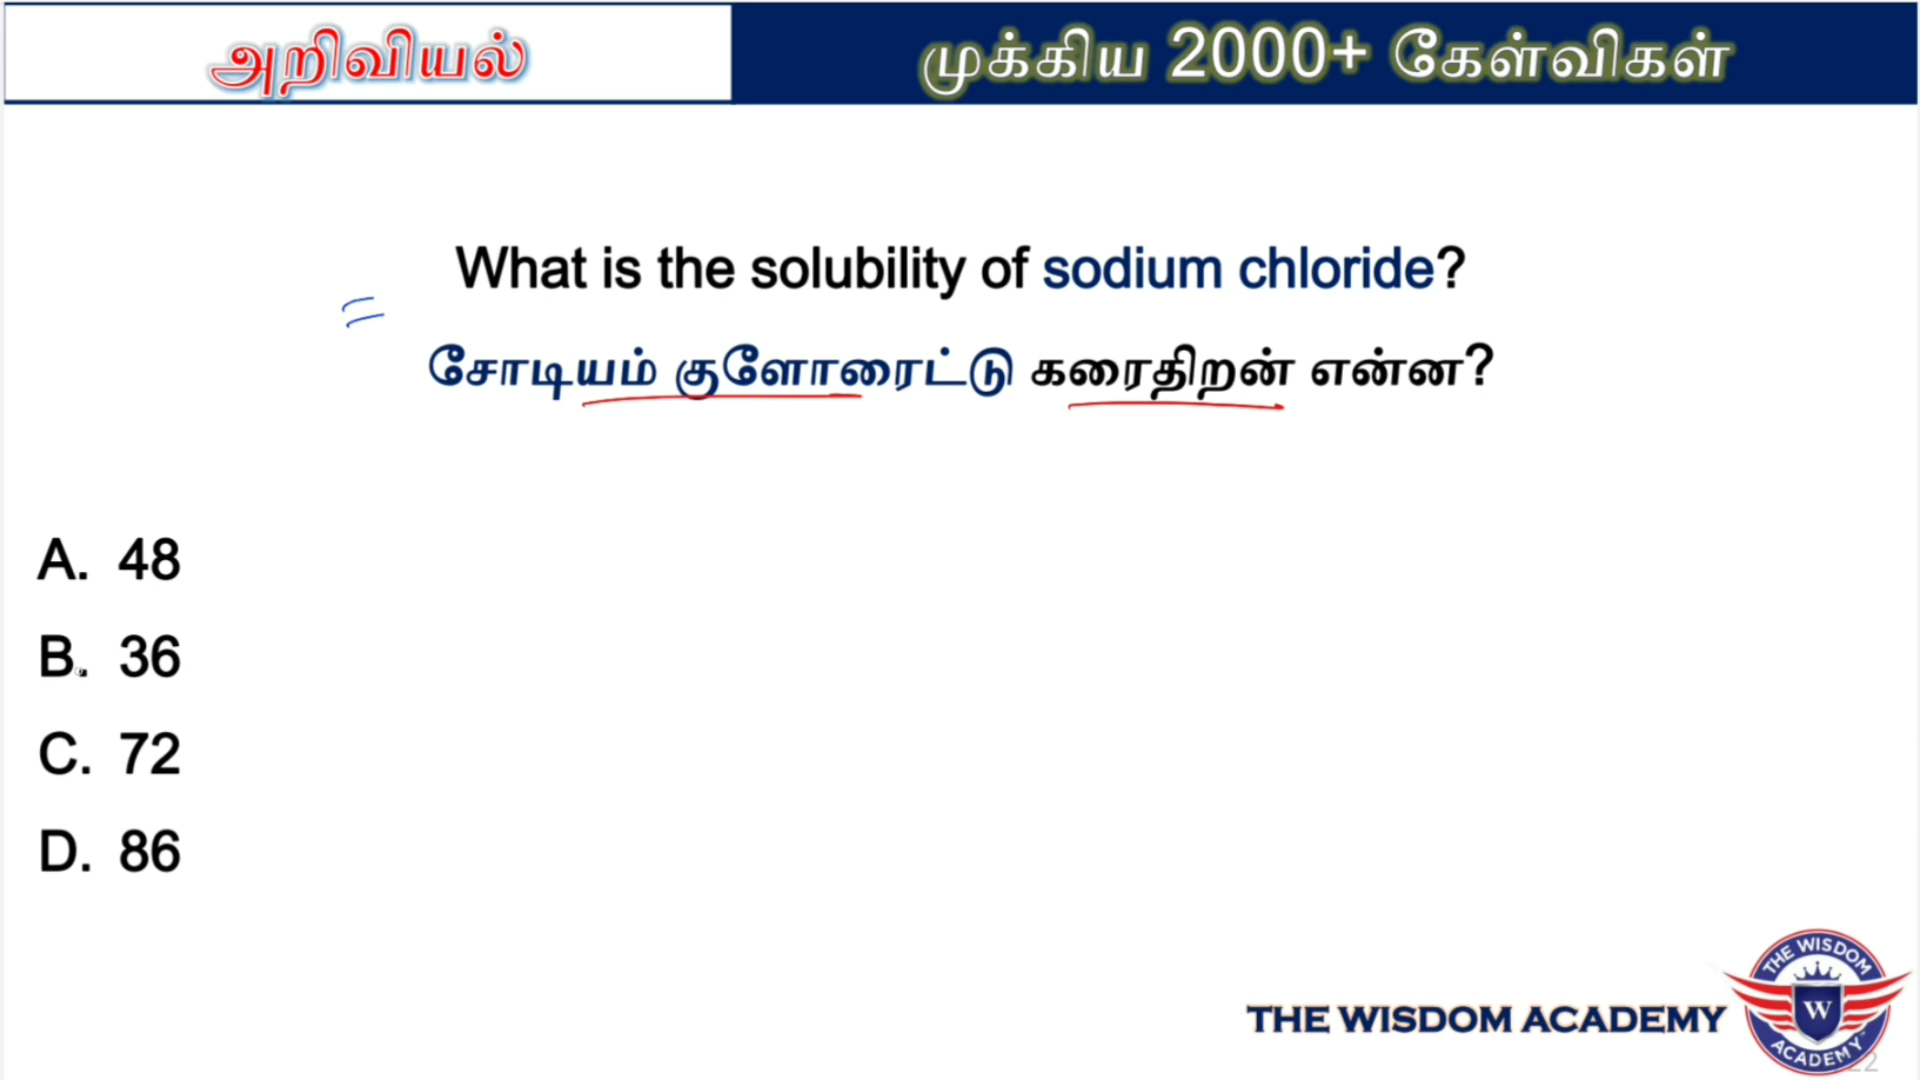 அறிவியல்
முக்கிய 2000+ கேள்விகள்
What is the solubility of sodium chloride?
சோடியம் குளோரைட்டு கரைதிறன் என்ன?
A. 48
B. 36
C. 72
D. 86
THE WISDOM ACADEMY
THE WISDOM
W
ACADEMY